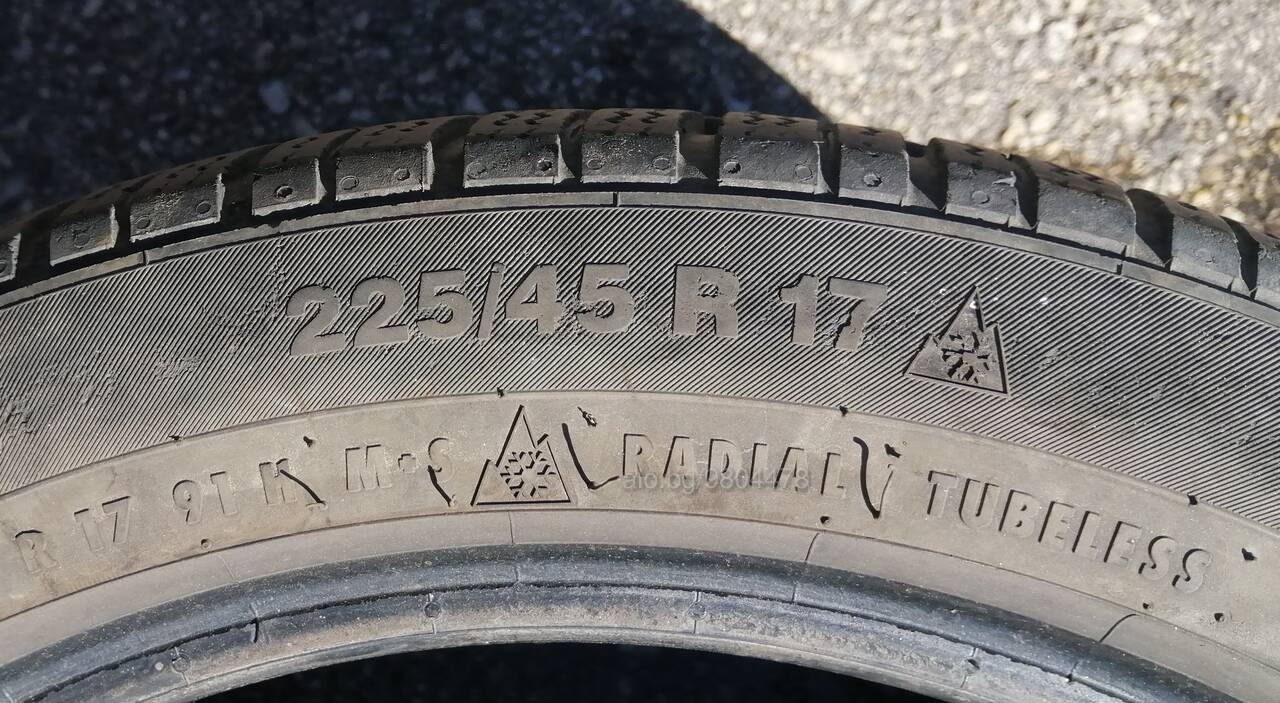 225/45 R 17
R 17 91 H M+S RADIAL TUBELESS
alo.bg/9804478